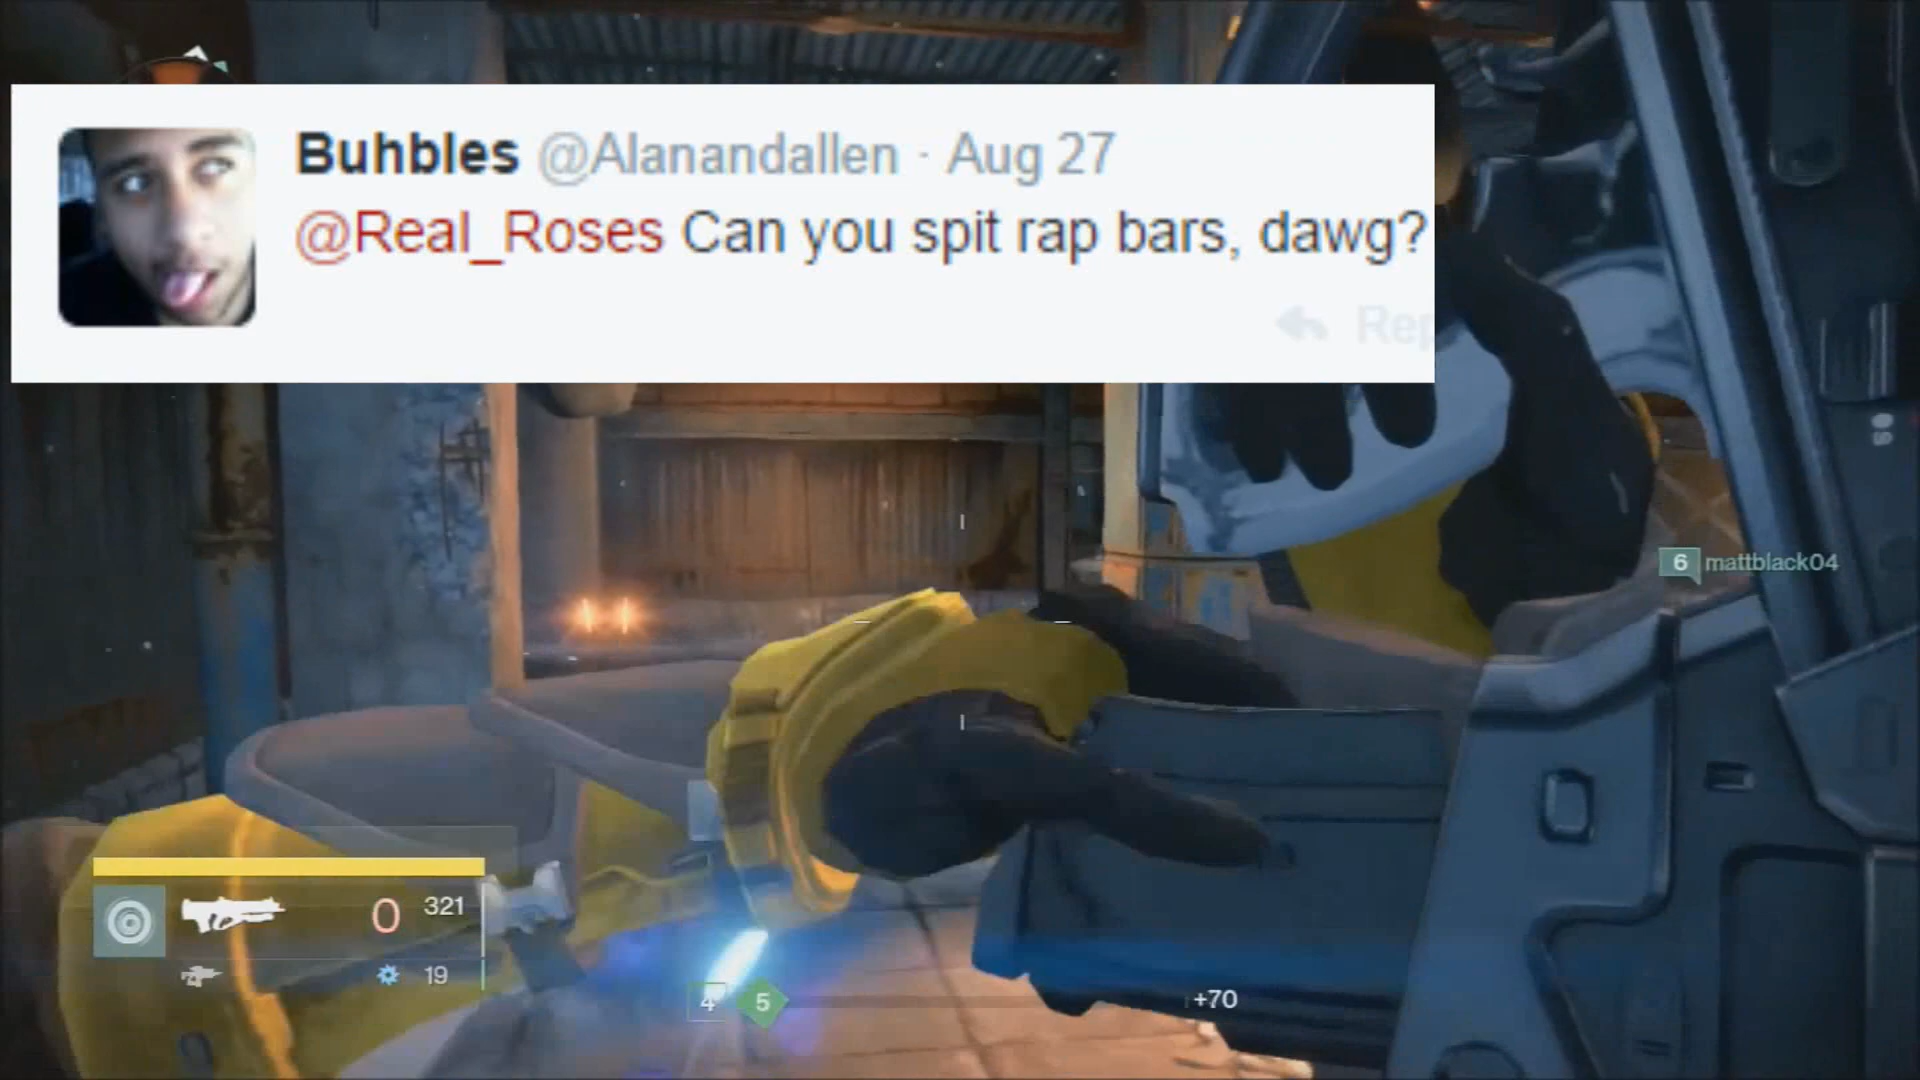 Buhbles @Alanandallen · Aug 27
@Real_Roses Can you spit rap bars, dawg?
Rep
6 mattblack04
0 321
19
4 5 +70